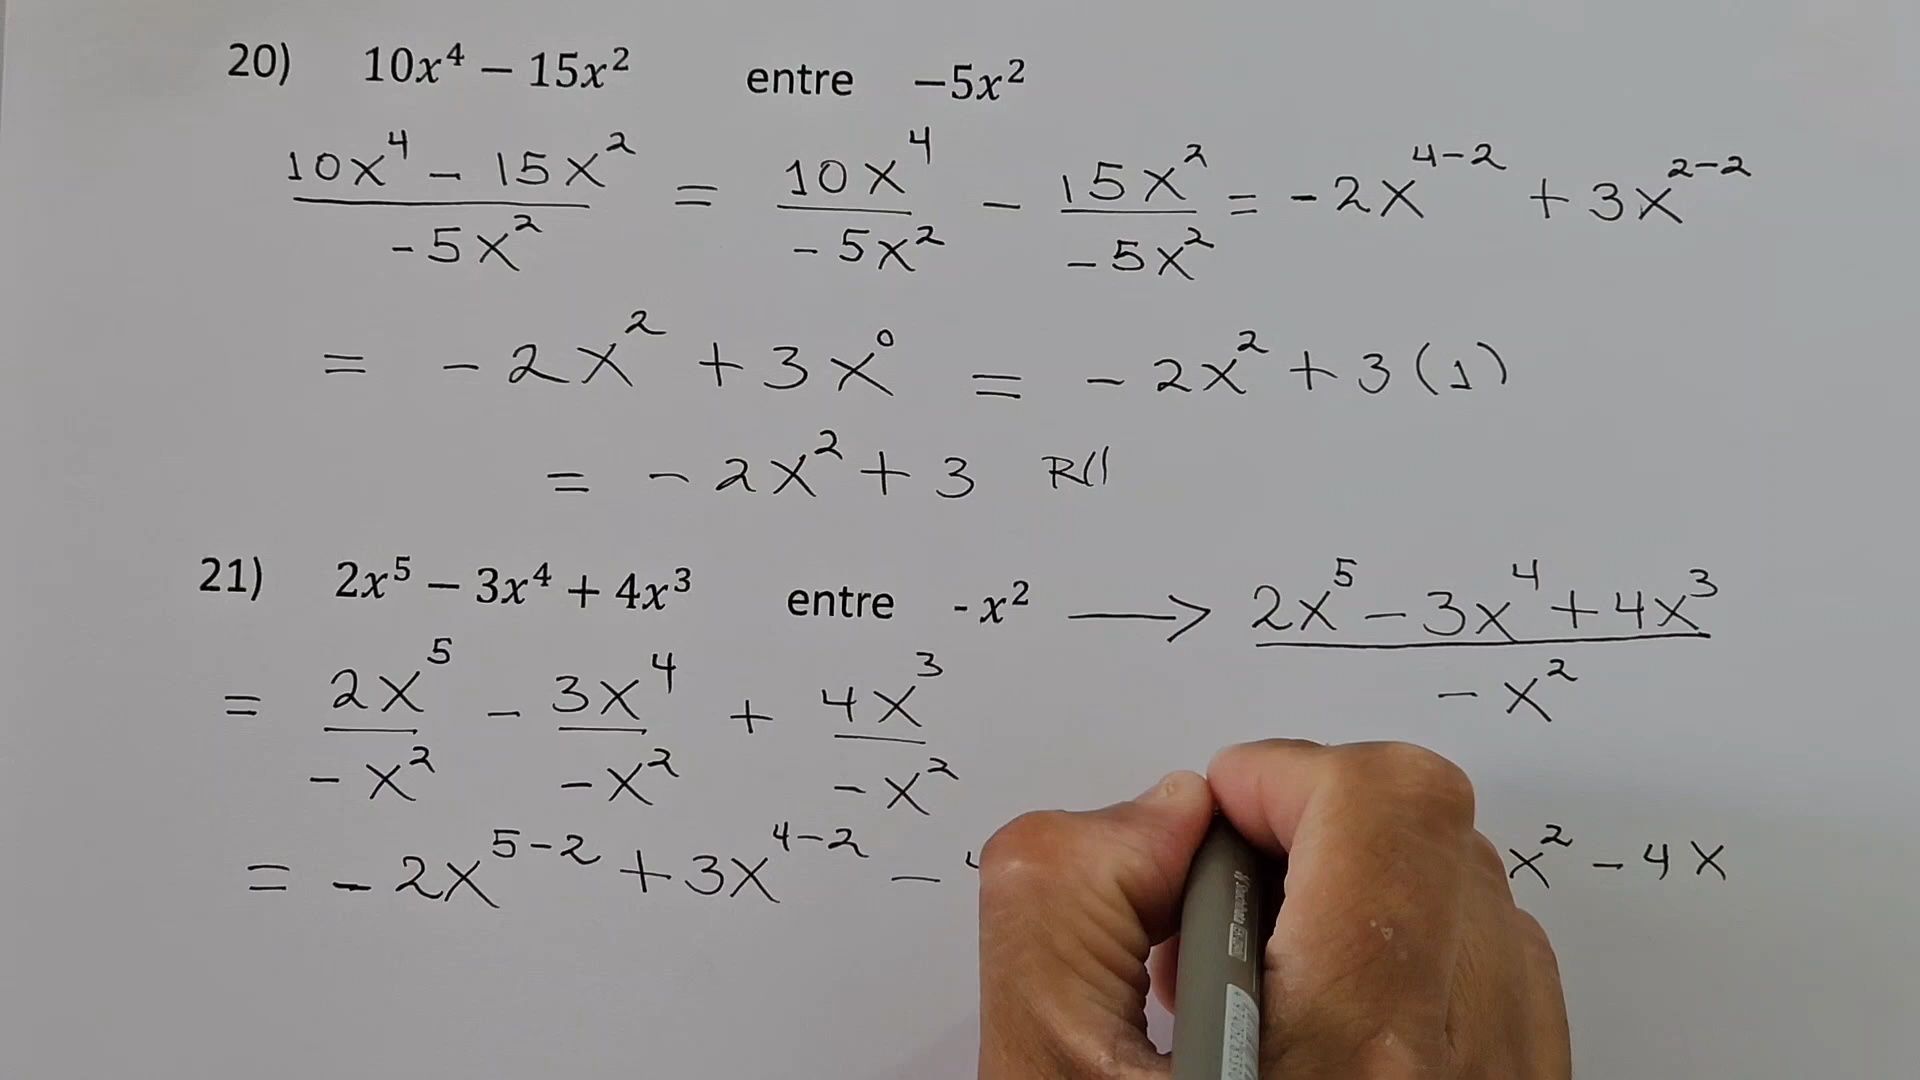 20) 10x⁴ − 15x² entre −5x²
(10x⁴ − 15x²)/(−5x²) = 10x⁴/(−5x²) − 15x²/(−5x²) = −2x⁴⁻² + 3x²⁻²
= −2x² + 3x⁰ = −2x² + 3(1)
= −2x² + 3 R//
21) 2x⁵ − 3x⁴ + 4x³ entre - x² ⟶ (2x⁵ − 3x⁴ + 4x³)/(−x²)
= 2x⁵/(−x²) − 3x⁴/(−x²) + 4x³/(−x²)
= −2x⁵⁻² + 3x⁴⁻² − x² − 4x